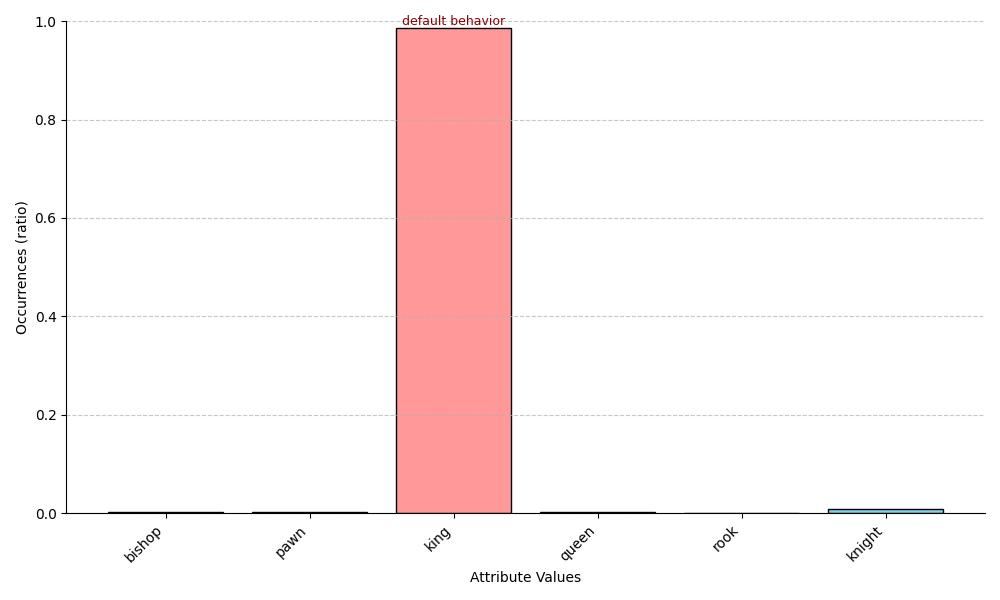 default behavior
1.0
0.8
0.6
0.4
0.2
0.0
Occurrences (ratio)
bishop
pawn
king
queen
rook
knight
Attribute Values